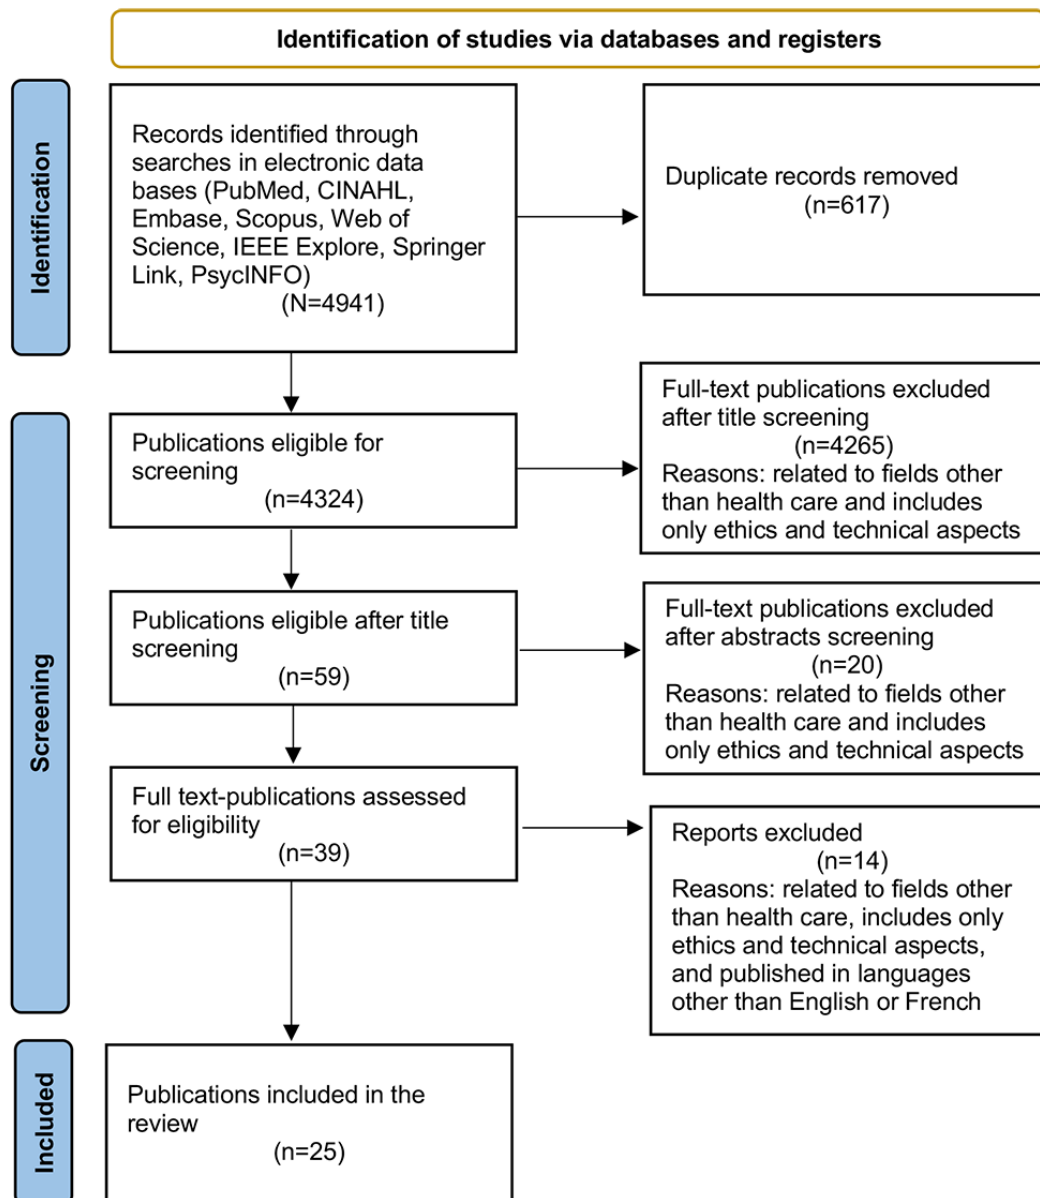 Identification of studies via databases and registers
Identification
Records identified through
searches in electronic data
bases (PubMed, CINAHL,
Embase, Scopus, Web of
Science, IEEE Explore, Springer
Link, PsycINFO)
(N=4941)
Duplicate records removed
(n=617)
Screening
Publications eligible for
screening
(n=4324)
Full-text publications excluded
after title screening
(n=4265)
Reasons: related to fields other
than health care and includes
only ethics and technical aspects
Publications eligible after title
screening
(n=59)
Full-text publications excluded
after abstracts screening
(n=20)
Reasons: related to fields other
than health care and includes
only ethics and technical aspects
Full text-publications assessed
for eligibility
(n=39)
Reports excluded
(n=14)
Reasons: related to fields other
than health care, includes only
ethics and technical aspects,
and published in languages
other than English or French
Included
Publications included in the
review
(n=25)